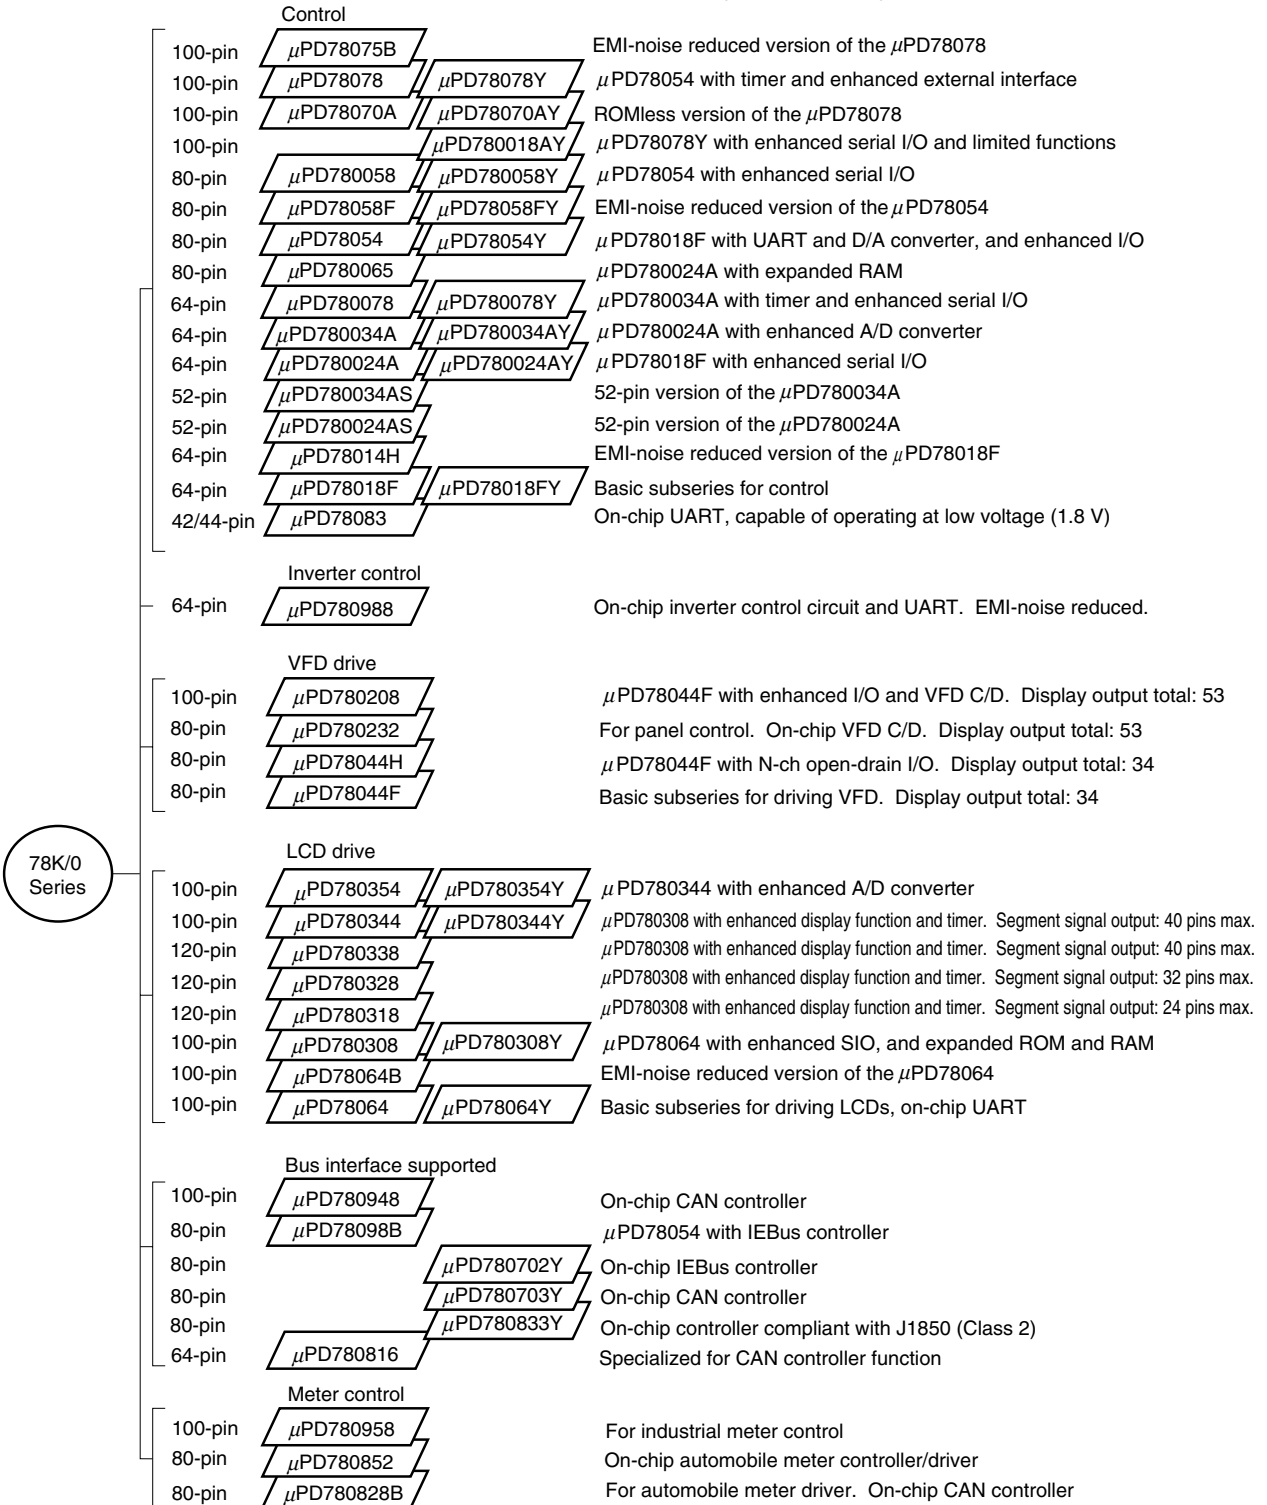 Control
100-pin μPD78075B EMI-noise reduced version of the μPD78078
100-pin μPD78078 μPD78078Y μPD78054 with timer and enhanced external interface
100-pin μPD78070A μPD78070AY ROMless version of the μPD78078
100-pin μPD780018AY μPD78078Y with enhanced serial I/O and limited functions
80-pin μPD780058 μPD780058Y μPD78054 with enhanced serial I/O
80-pin μPD78058F μPD78058FY EMI-noise reduced version of the μPD78054
80-pin μPD78054 μPD78054Y μPD78018F with UART and D/A converter, and enhanced I/O
80-pin μPD780065 μPD780024A with expanded RAM
64-pin μPD780078 μPD780078Y μPD780034A with timer and enhanced serial I/O
64-pin μPD780034A μPD780034AY μPD780024A with enhanced A/D converter
64-pin μPD780024A μPD780024AY μPD78018F with enhanced serial I/O
52-pin μPD780034AS 52-pin version of the μPD780034A
52-pin μPD780024AS 52-pin version of the μPD780024A
64-pin μPD78014H EMI-noise reduced version of the μPD78018F
64-pin μPD78018F μPD78018FY Basic subseries for control
42/44-pin μPD78083 On-chip UART, capable of operating at low voltage (1.8 V)
Inverter control
64-pin μPD780988 On-chip inverter control circuit and UART. EMI-noise reduced.
VFD drive
100-pin μPD780208 μPD78044F with enhanced I/O and VFD C/D. Display output total: 53
80-pin μPD780232 For panel control. On-chip VFD C/D. Display output total: 53
80-pin μPD78044H μPD78044F with N-ch open-drain I/O. Display output total: 34
80-pin μPD78044F Basic subseries for driving VFD. Display output total: 34
78K/0
Series
LCD drive
100-pin μPD780354 μPD780354Y μPD780344 with enhanced A/D converter
100-pin μPD780344 μPD780344Y μPD780308 with enhanced display function and timer. Segment signal output: 40 pins max.
120-pin μPD780338 μPD780308 with enhanced display function and timer. Segment signal output: 40 pins max.
120-pin μPD780328 μPD780308 with enhanced display function and timer. Segment signal output: 32 pins max.
120-pin μPD780318 μPD780308 with enhanced display function and timer. Segment signal output: 24 pins max.
100-pin μPD780308 μPD780308Y μPD78064 with enhanced SIO, and expanded ROM and RAM
100-pin μPD78064B EMI-noise reduced version of the μPD78064
100-pin μPD78064 μPD78064Y Basic subseries for driving LCDs, on-chip UART
Bus interface supported
100-pin μPD780948 On-chip CAN controller
80-pin μPD78098B μPD78054 with IEBus controller
80-pin μPD780702Y On-chip IEBus controller
80-pin μPD780703Y On-chip CAN controller
80-pin μPD780833Y On-chip controller compliant with J1850 (Class 2)
64-pin μPD780816 Specialized for CAN controller function
Meter control
100-pin μPD780958 For industrial meter control
80-pin μPD780852 On-chip automobile meter controller/driver
80-pin μPD780828B For automobile meter driver. On-chip CAN controller